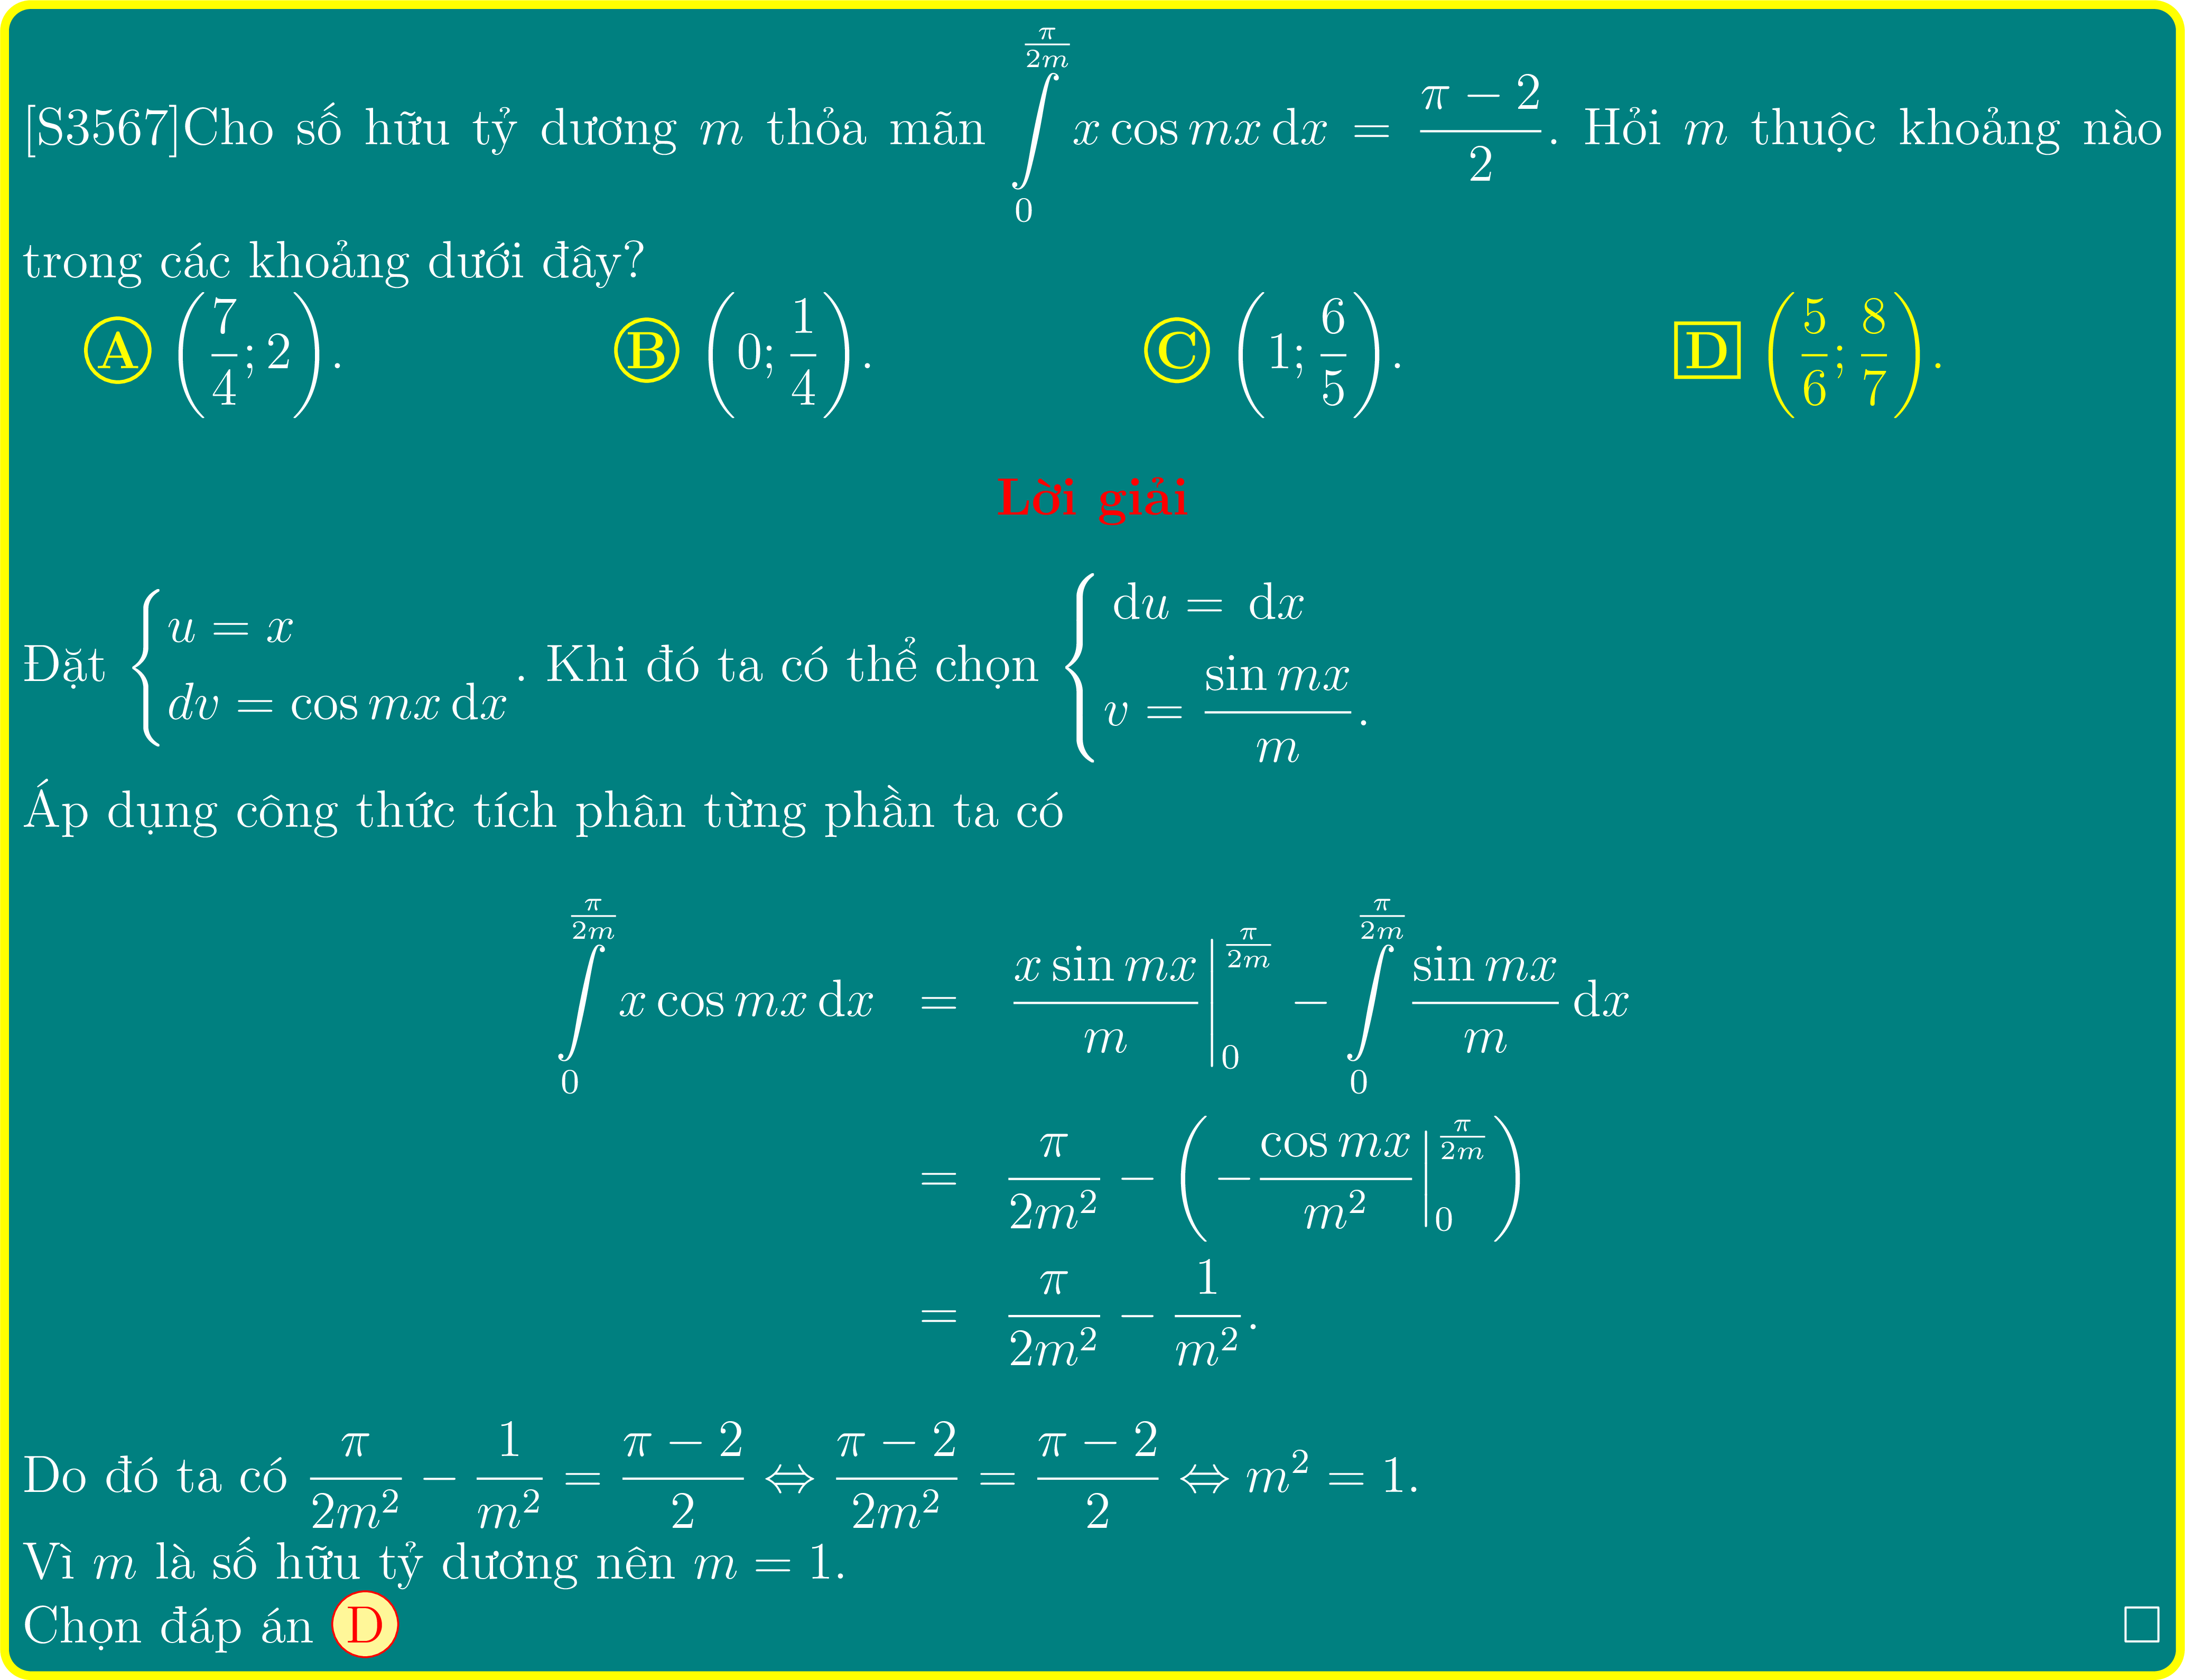 [S3567]Cho số hữu tỷ dương $m$ thỏa mãn $\int\limits_0^{\frac{\pi}{2m}} x\cos mx\,\mathrm{d}x = \frac{\pi-2}{2}$. Hỏi $m$ thuộc khoảng nào
trong các khoảng dưới đây?
A $\left(\frac{7}{4};2\right)$. B $\left(0;\frac{1}{4}\right)$. C $\left(1;\frac{6}{5}\right)$. D $\left(\frac{5}{6};\frac{8}{7}\right)$.
Lời giải
Đặt $\begin{cases} u = x \\ dv = \cos mx\,\mathrm{d}x \end{cases}$. Khi đó ta có thể chọn $\begin{cases} \mathrm{d}u = \mathrm{d}x \\ v = \frac{\sin mx}{m}. \end{cases}$
Áp dụng công thức tích phân từng phần ta có
$\int\limits_0^{\frac{\pi}{2m}} x\cos mx\,\mathrm{d}x = \left.\frac{x\sin mx}{m}\right|_0^{\frac{\pi}{2m}} - \int\limits_0^{\frac{\pi}{2m}} \frac{\sin mx}{m}\,\mathrm{d}x$
$= \frac{\pi}{2m^2} - \left(-\left.\frac{\cos mx}{m^2}\right|_0^{\frac{\pi}{2m}}\right)$
$= \frac{\pi}{2m^2} - \frac{1}{m^2}.$
Do đó ta có $\frac{\pi}{2m^2} - \frac{1}{m^2} = \frac{\pi-2}{2} \Leftrightarrow \frac{\pi-2}{2m^2} = \frac{\pi-2}{2} \Leftrightarrow m^2 = 1.$
Vì $m$ là số hữu tỷ dương nên $m = 1$.
Chọn đáp án D □